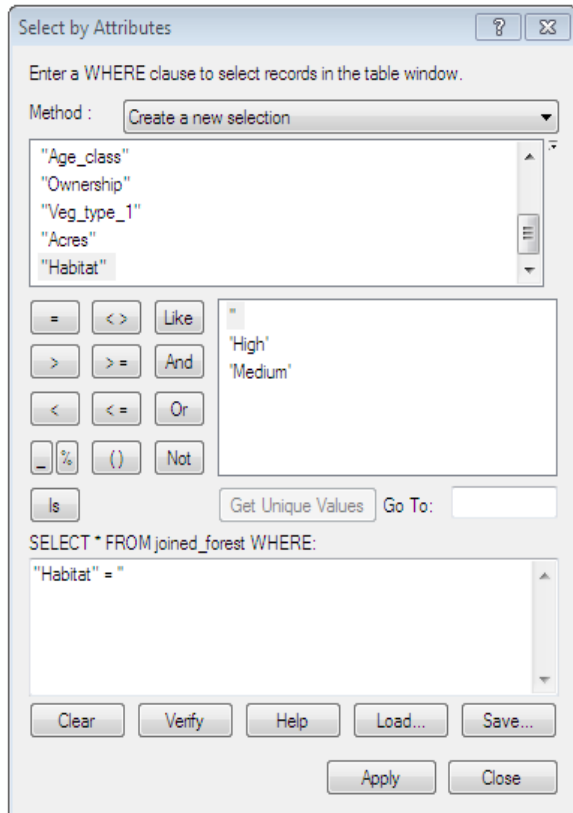 Select by Attributes
Enter a WHERE clause to select records in the table window.
Method : Create a new selection
"Age_class"
"Ownership"
"Veg_type_1"
"Acres"
"Habitat"
= < > Like
> > = And
< < = Or
_ % ( ) Not
Is
''
'High'
'Medium'
Get Unique Values Go To:
SELECT * FROM joined_forest WHERE:
"Habitat" = ''
Clear Verify Help Load... Save...
Apply Close